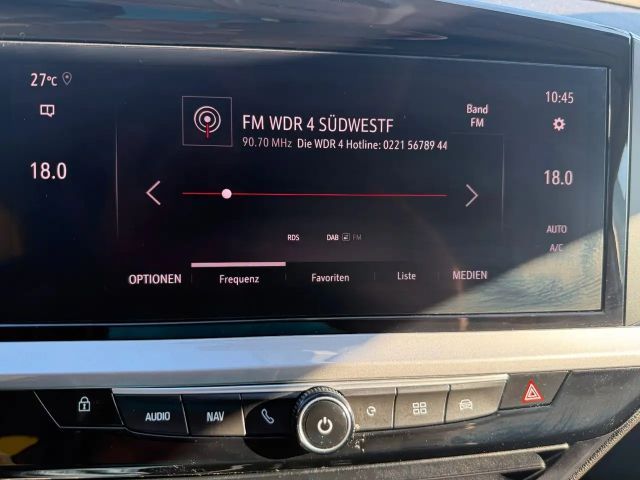 27°C
10:45
Band
FM
FM WDR 4 SÜDWESTF
90.70 MHz Die WDR 4 Hotline: 0221 56789 44
18.0
18.0
AUTO
A/C
RDS
DAB FM
OPTIONEN
Frequenz
Favoriten
Liste
MEDIEN
AUDIO
NAV